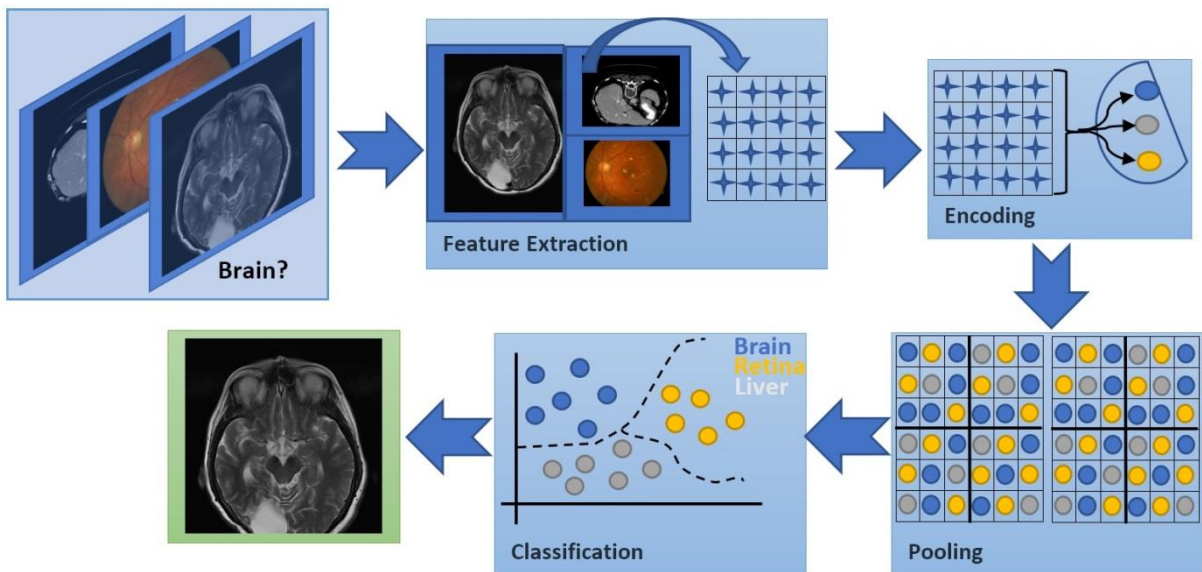 Brain?
Feature Extraction
Encoding
Brain
Retina
Liver
Classification
Pooling